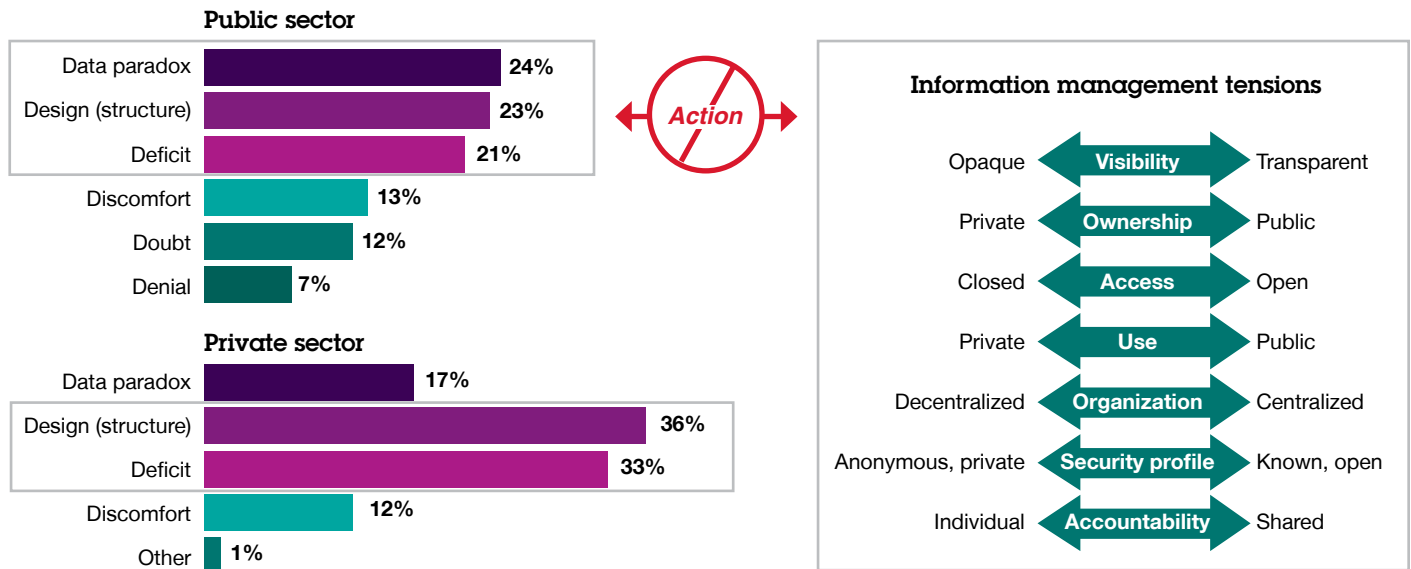 Public sector
Data paradox 24%
Design (structure) 23%
Deficit 21%
Discomfort 13%
Doubt 12%
Denial 7%
Private sector
Data paradox 17%
Design (structure) 36%
Deficit 33%
Discomfort 12%
Other 1%
Action
Information management tensions
Opaque Visibility Transparent
Private Ownership Public
Closed Access Open
Private Use Public
Decentralized Organization Centralized
Anonymous, private Security profile Known, open
Individual Accountability Shared